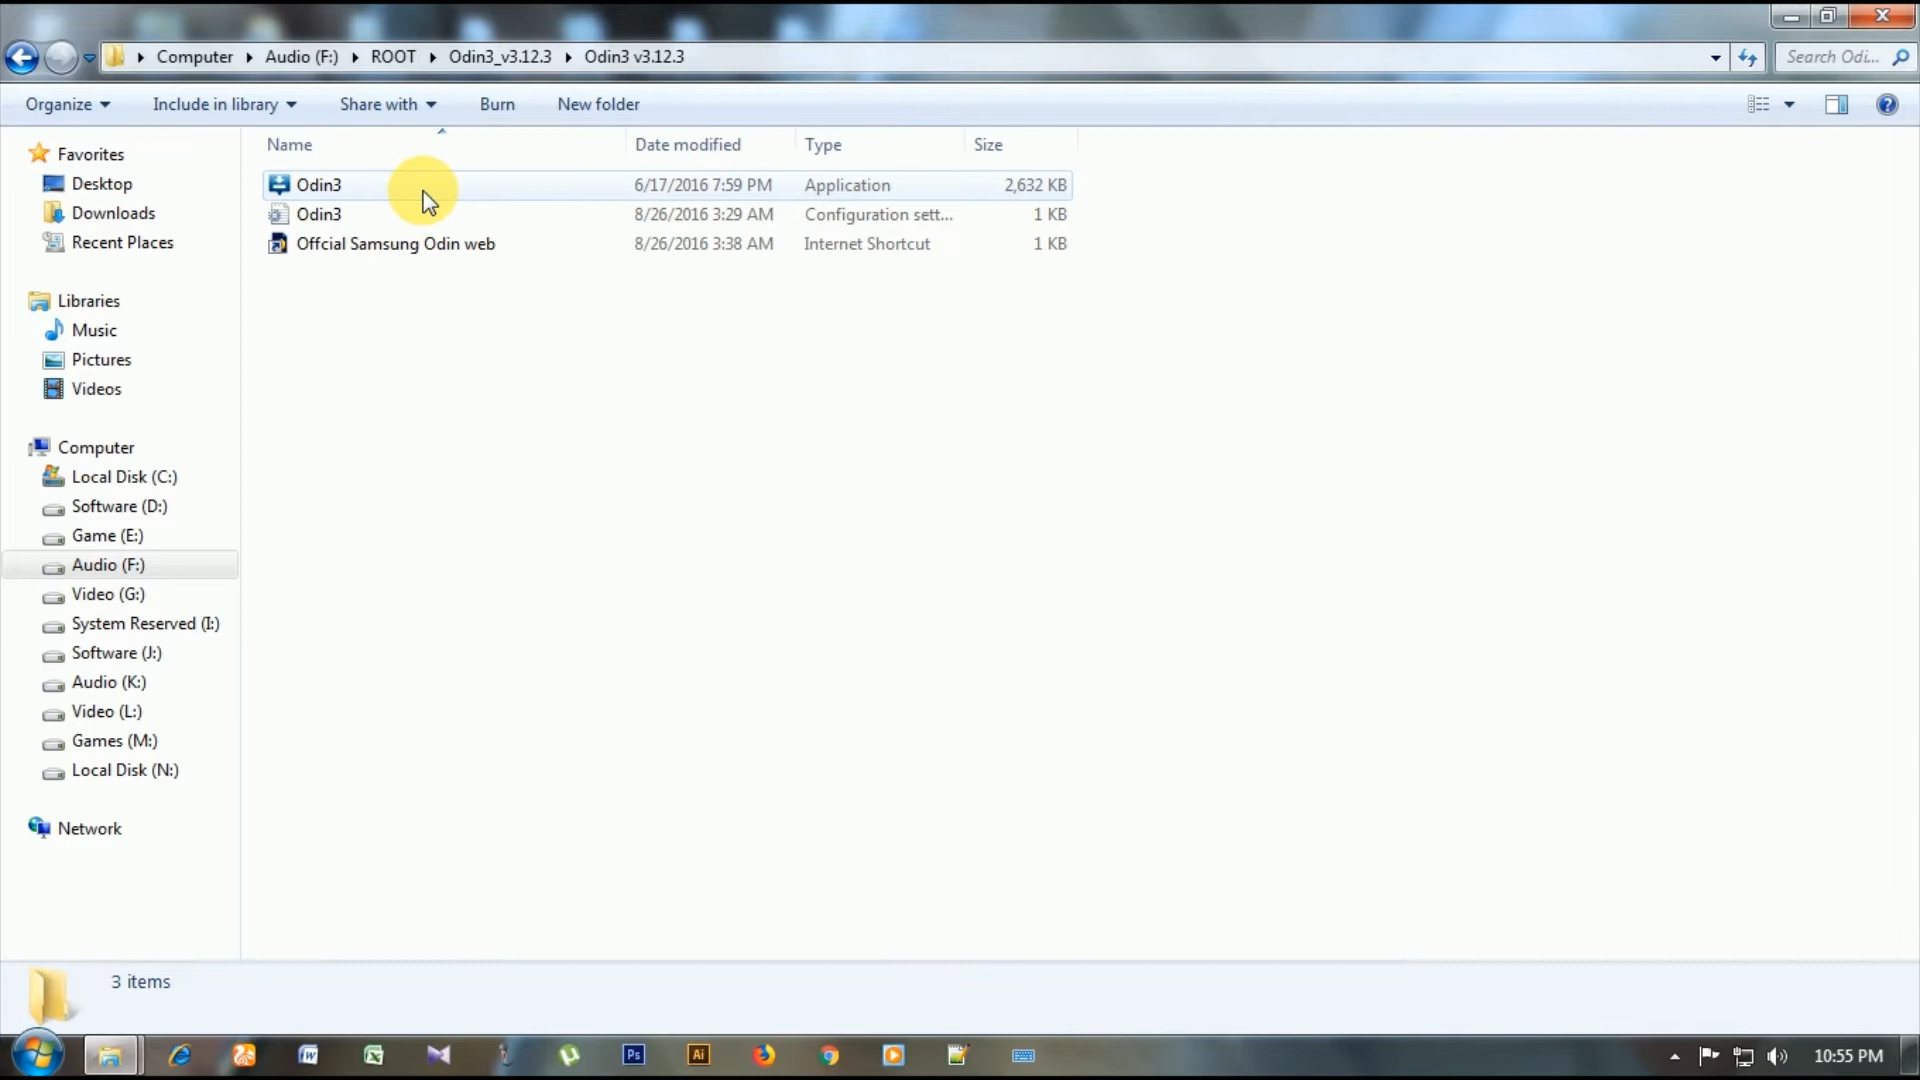 Computer Audio (F:) ROOT Odin3_v3.12.3 Odin3 v3.12.3
Search Odi...
Organize Include in library Share with Burn New folder
Name Date modified Type Size
Favorites
Desktop
Downloads
Recent Places
Libraries
Music
Pictures
Videos
Computer
Local Disk (C:)
Software (D:)
Game (E:)
Audio (F:)
Video (G:)
System Reserved (I:)
Software (J:)
Audio (K:)
Video (L:)
Games (M:)
Local Disk (N:)
Network
Odin3 6/17/2016 7:59 PM Application 2,632 KB
Odin3 8/26/2016 3:29 AM Configuration sett... 1 KB
Offcial Samsung Odin web 8/26/2016 3:38 AM Internet Shortcut 1 KB
3 items
Ps
Ai
10:55 PM